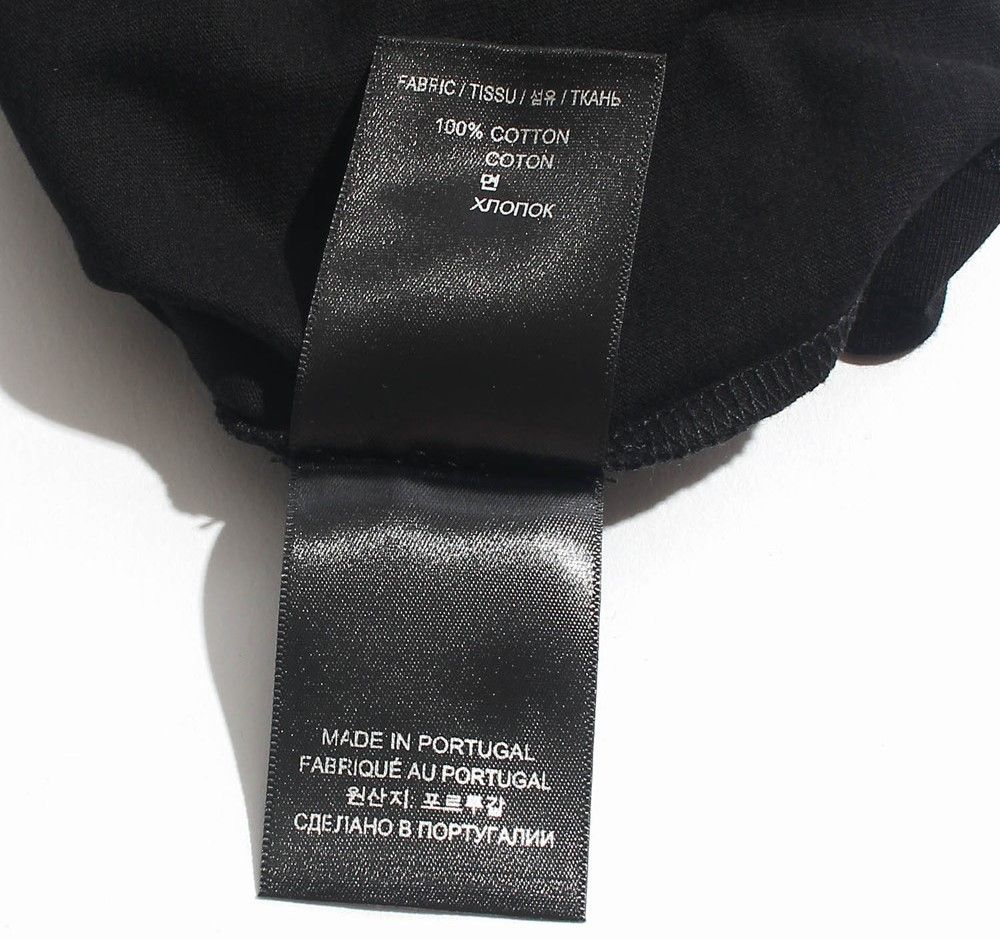 FABRIC / TISSU / 섬유 / ТКАНЬ
100% COTTON
COTON
면
ХЛОПОК
MADE IN PORTUGAL
FABRIQUÉ AU PORTUGAL
원산지. 포르투갈
СДЕЛАНО В ПОРТУГАЛИИ